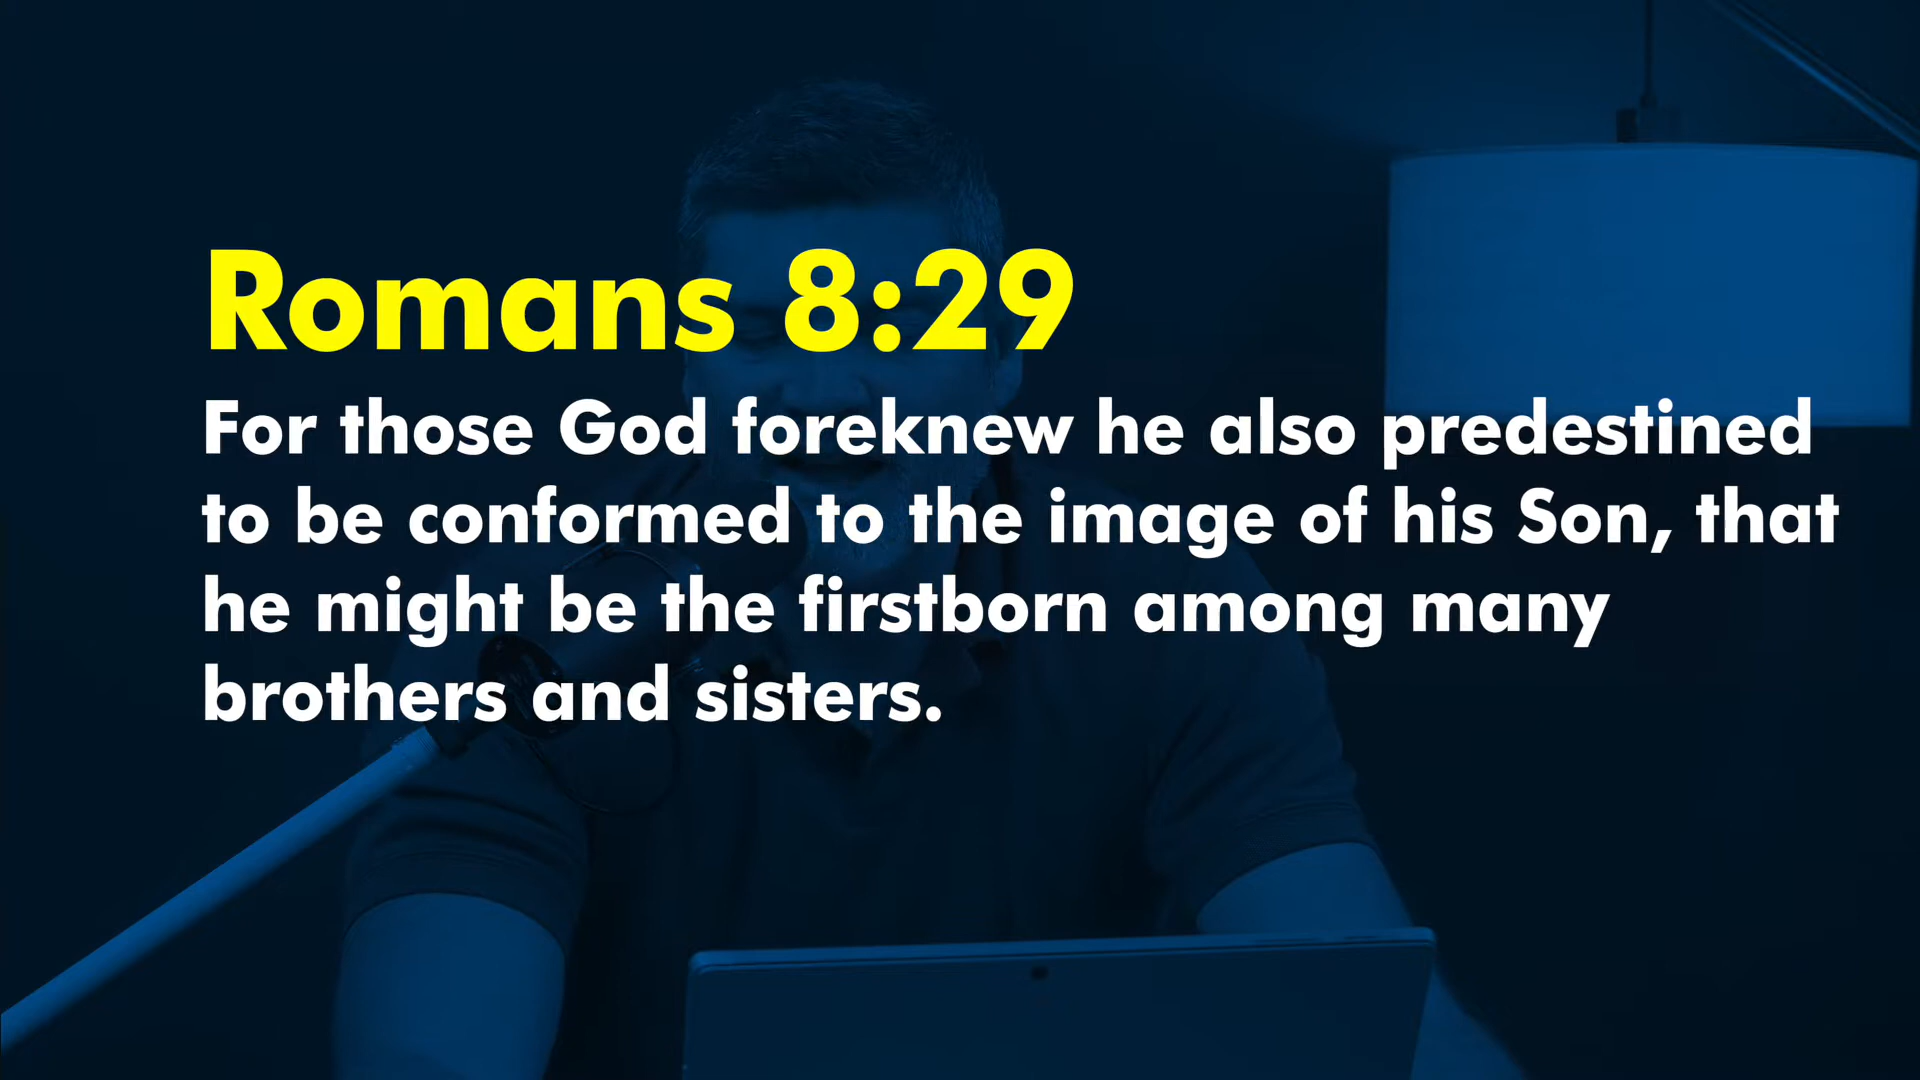 Romans 8:29
For those God foreknew he also predestined
to be conformed to the image of his Son, that
he might be the firstborn among many
brothers and sisters.